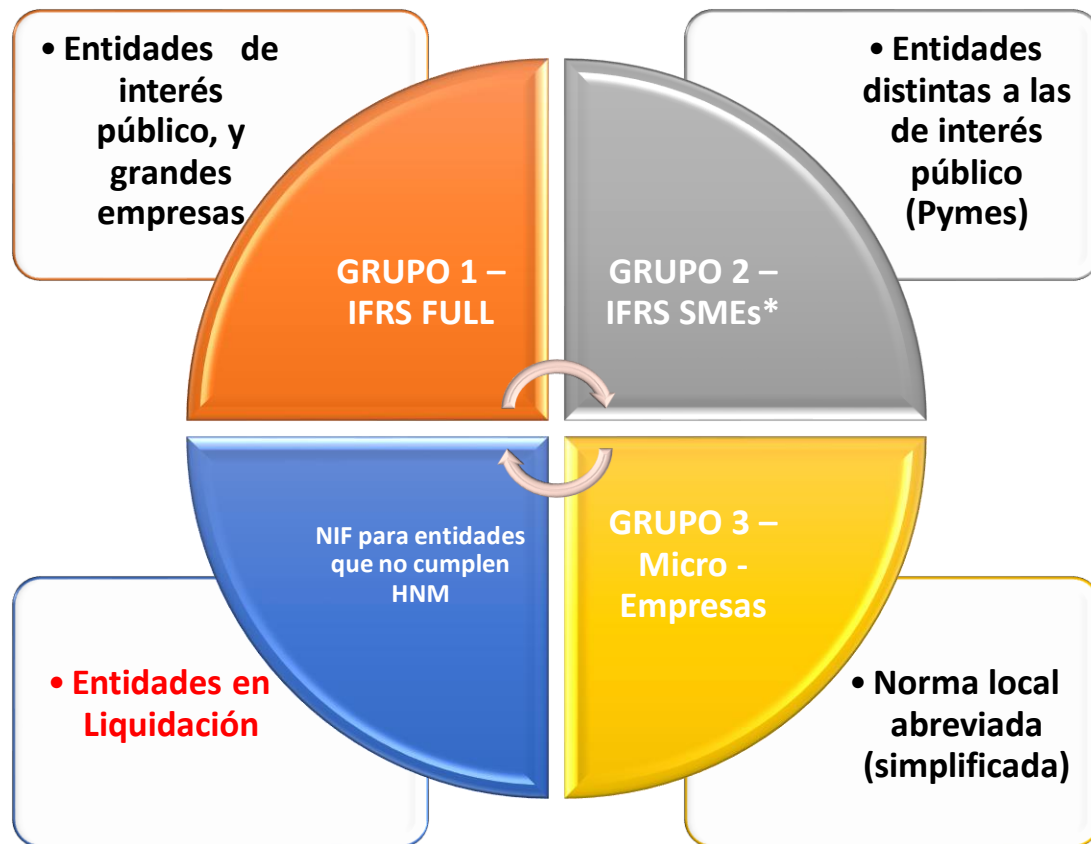 • Entidades de
interés
público, y
grandes
empresas
• Entidades
distintas a las
de interés
público
(Pymes)
GRUPO 1 –
IFRS FULL
GRUPO 2 –
IFRS SMEs*
NIF para entidades
que no cumplen
HNM
GRUPO 3 –
Micro -
Empresas
• Entidades en
Liquidación
• Norma local
abreviada
(simplificada)